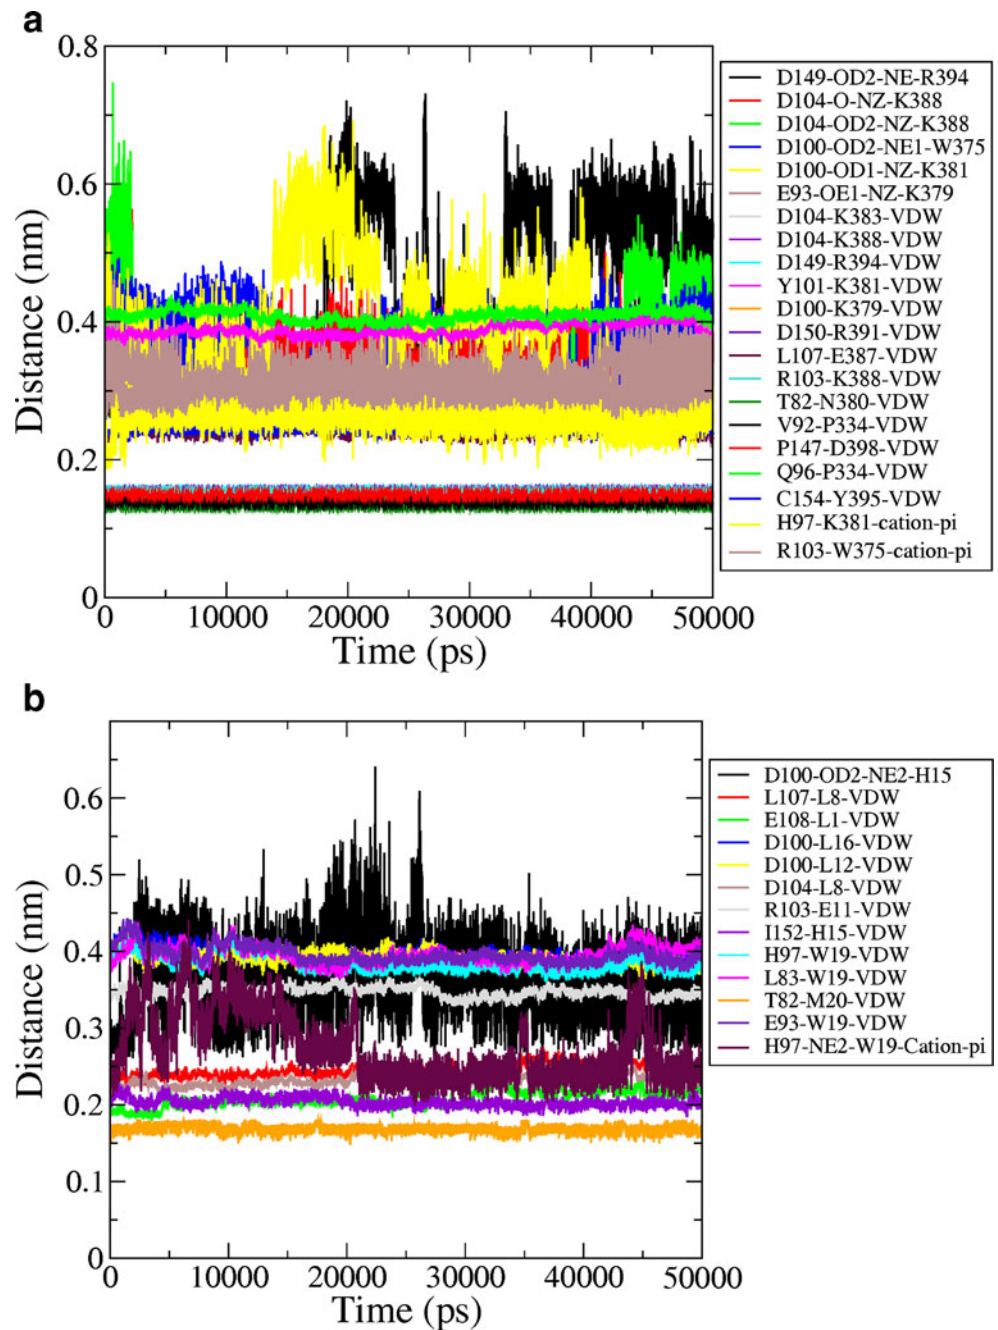 a
0.8
0.6
0.4
0.2
0
Distance (nm)
0 10000 20000 30000 40000 50000
Time (ps)
D149-OD2-NE-R394
D104-O-NZ-K388
D104-OD2-NZ-K388
D100-OD2-NE1-W375
D100-OD1-NZ-K381
E93-OE1-NZ-K379
D104-K383-VDW
D104-K388-VDW
D149-R394-VDW
Y101-K381-VDW
D100-K379-VDW
D150-R391-VDW
L107-E387-VDW
R103-K388-VDW
T82-N380-VDW
V92-P334-VDW
P147-D398-VDW
Q96-P334-VDW
C154-Y395-VDW
H97-K381-cation-pi
R103-W375-cation-pi
b
0.6
0.5
0.4
0.3
0.2
0.1
0
Distance (nm)
0 10000 20000 30000 40000 50000
Time (ps)
D100-OD2-NE2-H15
L107-L8-VDW
E108-L1-VDW
D100-L16-VDW
D100-L12-VDW
D104-L8-VDW
R103-E11-VDW
I152-H15-VDW
H97-W19-VDW
L83-W19-VDW
T82-M20-VDW
E93-W19-VDW
H97-NE2-W19-Cation-pi